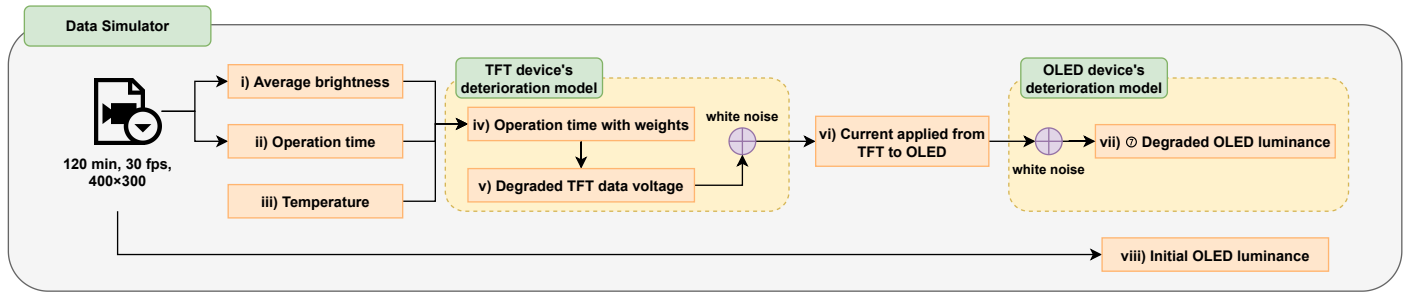 Data Simulator
120 min, 30 fps,
400×300
i) Average brightness
ii) Operation time
iii) Temperature
TFT device's
deterioration model
iv) Operation time with weights
v) Degraded TFT data voltage
white noise
vi) Current applied from
TFT to OLED
OLED device's
deterioration model
white noise
vii) ⑦ Degraded OLED luminance
viii) Initial OLED luminance